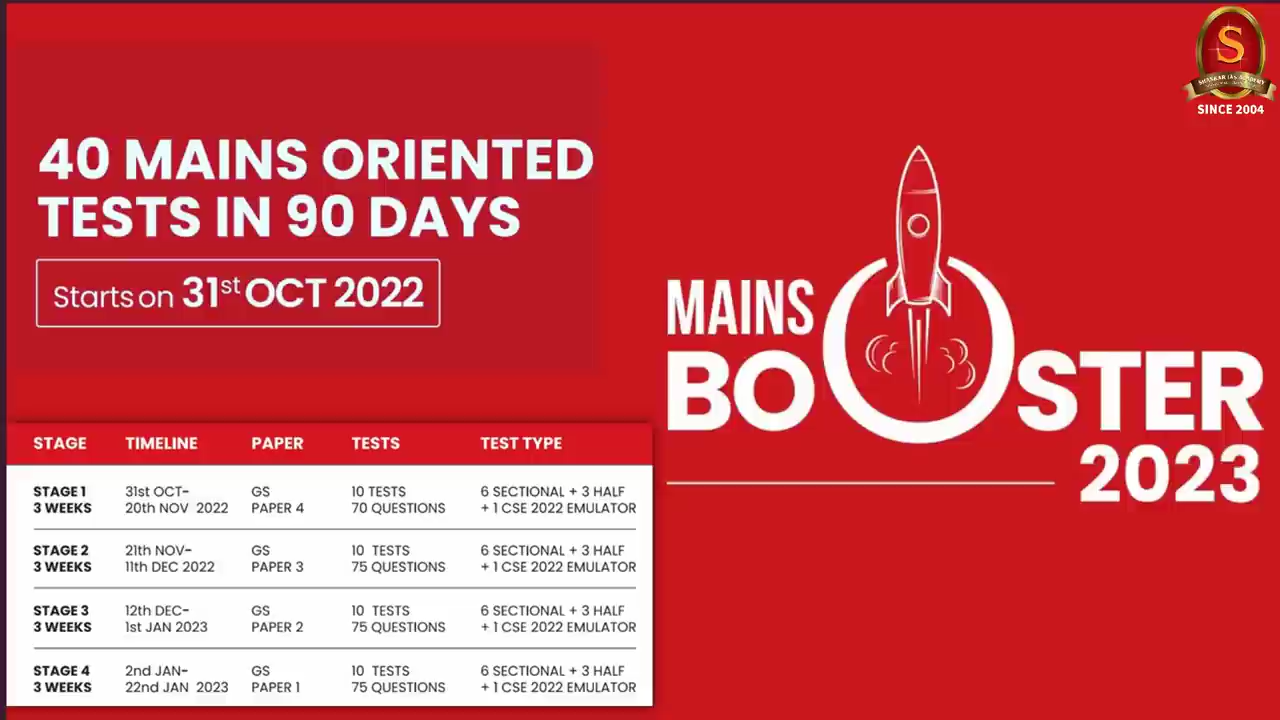 40 MAINS ORIENTED
TESTS IN 90 DAYS
Starts on 31st OCT 2022
SHANKAR IAS ACADEMY
SINCE 2004
MAINS
BOOSTER
2023
STAGE TIMELINE PAPER TESTS TEST TYPE
STAGE 1 31st OCT- GS 10 TESTS 6 SECTIONAL + 3 HALF
3 WEEKS 20th NOV 2022 PAPER 4 70 QUESTIONS + 1 CSE 2022 EMULATOR
STAGE 2 21th NOV- GS 10 TESTS 6 SECTIONAL + 3 HALF
3 WEEKS 11th DEC 2022 PAPER 3 75 QUESTIONS + 1 CSE 2022 EMULATOR
STAGE 3 12th DEC- GS 10 TESTS 6 SECTIONAL + 3 HALF
3 WEEKS 1st JAN 2023 PAPER 2 75 QUESTIONS + 1 CSE 2022 EMULATOR
STAGE 4 2nd JAN- GS 10 TESTS 6 SECTIONAL + 3 HALF
3 WEEKS 22nd JAN 2023 PAPER 1 75 QUESTIONS + 1 CSE 2022 EMULATOR